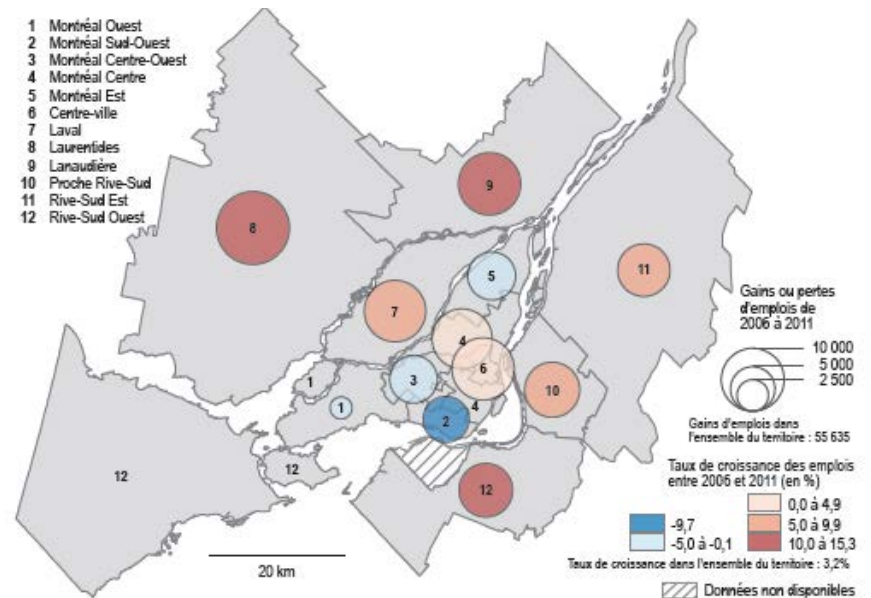 1 Montréal Ouest
2 Montréal Sud-Ouest
3 Montréal Centre-Ouest
4 Montréal Centre
5 Montréal Est
6 Centre-ville
7 Laval
8 Laurentides
9 Lanaudière
10 Proche Rive-Sud
11 Rive-Sud Est
12 Rive-Sud Ouest
9
8
5
11
7
4
6
3
1
1
10
4
2
12
12
12
20 km
Gains ou pertes
d'emplois de
2006 à 2011
10 000
5 000
2 500
Gains d'emplois dans
l'ensemble du territoire : 55 635
Taux de croissance des emplois
entre 2006 et 2011 (en %)
0,0 à 4,9
-9,7 5,0 à 9,9
-5,0 à -0,1 10,0 à 15,3
Taux de croissance dans l'ensemble du territoire : 3,2%
Données non disponibles